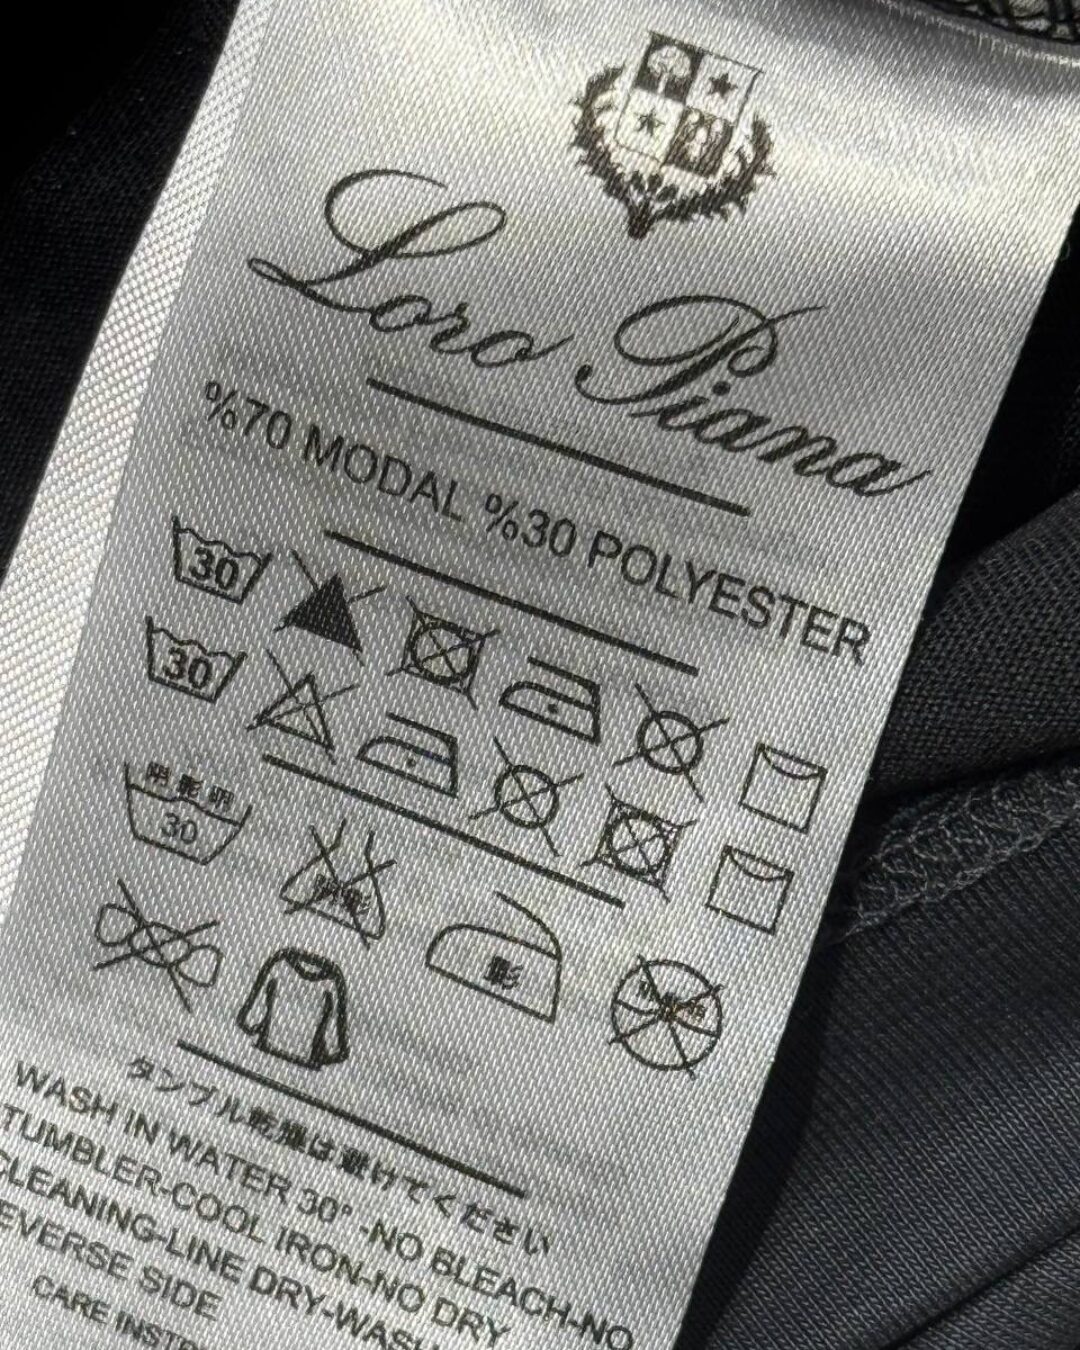 Loro Piana
%70 MODAL %30 POLYESTER
30
30
30
タンブル乾燥は避けてください
WASH IN WATER 30° -NO BLEACH-NO
TUMBLER-COOL IRON-NO DRY
CLEANING-LINE DRY-WASH
EVERSE SIDE
CARE INSTR